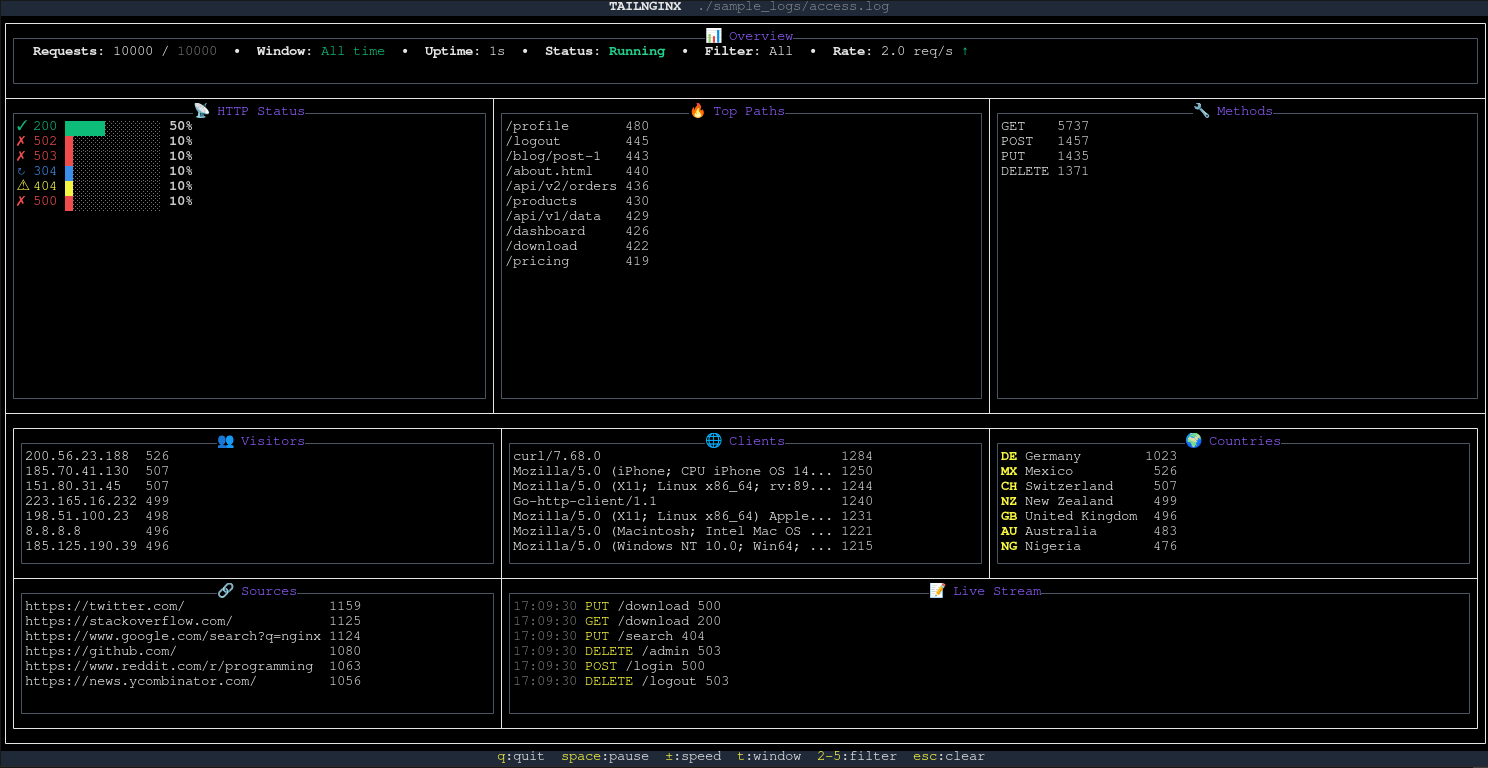 TAILNGINX ./sample_logs/access.log
📊 Overview
Requests: 10000 / 10000 • Window: All time • Uptime: 1s • Status: Running • Filter: All • Rate: 2.0 req/s ↑
📡 HTTP Status
✓ 200 50%
✗ 502 10%
✗ 503 10%
↻ 304 10%
⚠ 404 10%
✗ 500 10%
🔥 Top Paths
/profile 480
/logout 445
/blog/post-1 443
/about.html 440
/api/v2/orders 436
/products 430
/api/v1/data 429
/dashboard 426
/download 422
/pricing 419
🔧 Methods
GET 5737
POST 1457
PUT 1435
DELETE 1371
👥 Visitors
200.56.23.188 526
185.70.41.130 507
151.80.31.45 507
223.165.16.232 499
198.51.100.23 498
8.8.8.8 496
185.125.190.39 496
🌐 Clients
curl/7.68.0 1284
Mozilla/5.0 (iPhone; CPU iPhone OS 14... 1250
Mozilla/5.0 (X11; Linux x86_64; rv:89... 1244
Go-http-client/1.1 1240
Mozilla/5.0 (X11; Linux x86_64) Apple... 1231
Mozilla/5.0 (Macintosh; Intel Mac OS ... 1221
Mozilla/5.0 (Windows NT 10.0; Win64; ... 1215
🌍 Countries
DE Germany 1023
MX Mexico 526
CH Switzerland 507
NZ New Zealand 499
GB United Kingdom 496
AU Australia 483
NG Nigeria 476
🔗 Sources
https://twitter.com/ 1159
https://stackoverflow.com/ 1125
https://www.google.com/search?q=nginx 1124
https://github.com/ 1080
https://www.reddit.com/r/programming 1063
https://news.ycombinator.com/ 1056
📝 Live Stream
17:09:30 PUT /download 500
17:09:30 GET /download 200
17:09:30 PUT /search 404
17:09:30 DELETE /admin 503
17:09:30 POST /login 500
17:09:30 DELETE /logout 503
q:quit space:pause ±:speed t:window 2-5:filter esc:clear